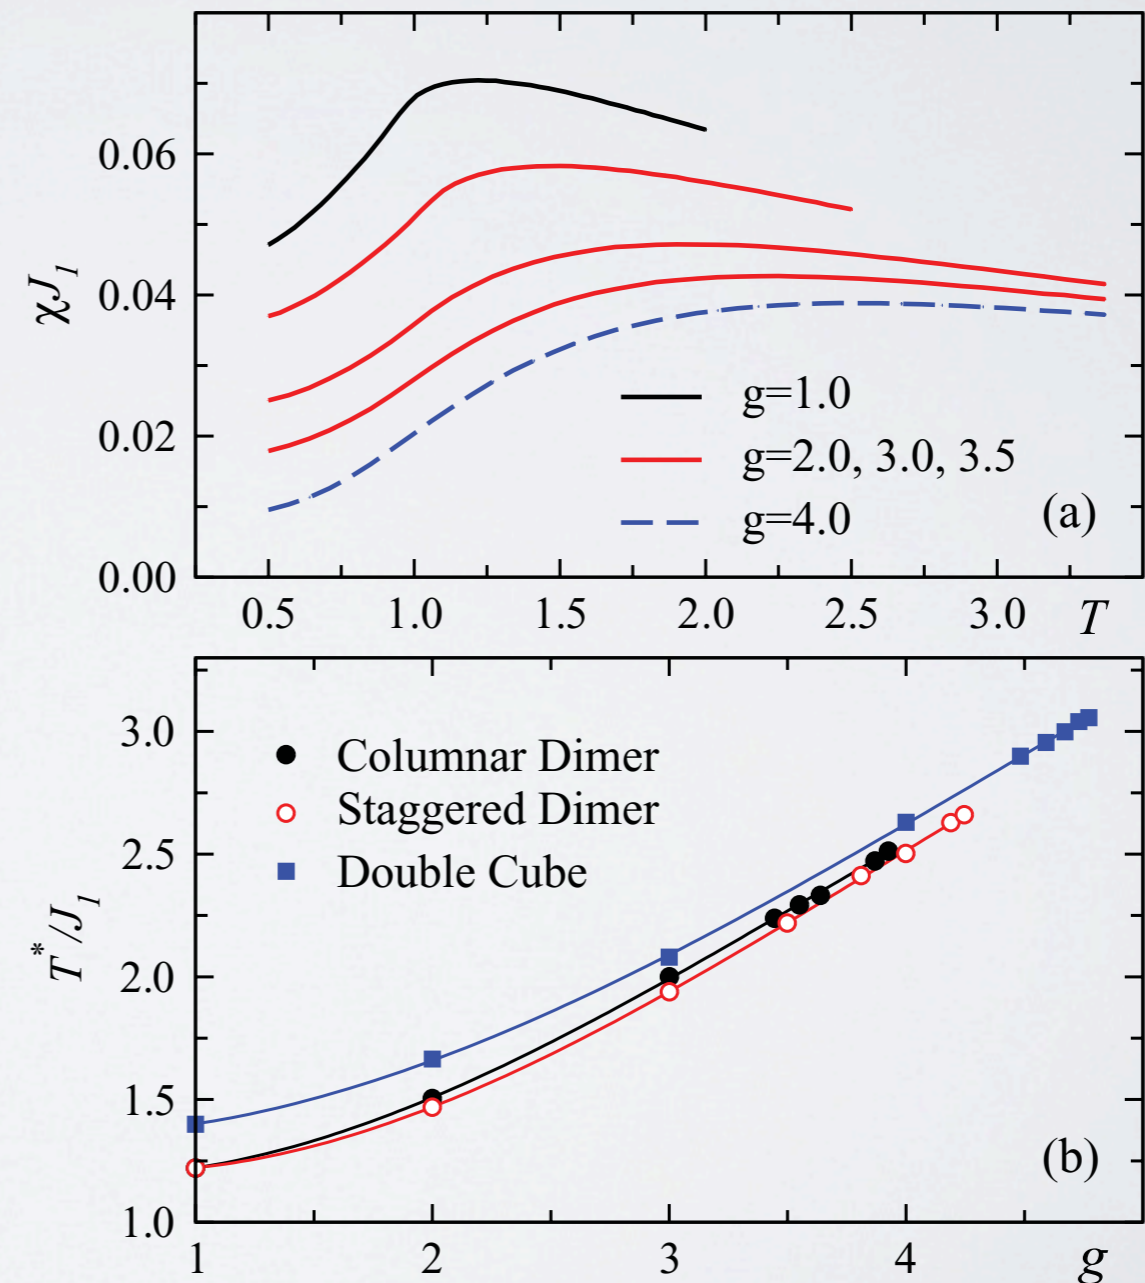 0.06
0.04
0.02
0.00
χJ₁
g=1.0
g=2.0, 3.0, 3.5
g=4.0
(a)
0.5 1.0 1.5 2.0 2.5 3.0 T
3.0
2.5
2.0
1.5
1.0
T*/J₁
Columnar Dimer
Staggered Dimer
Double Cube
(b)
1 2 3 4 g